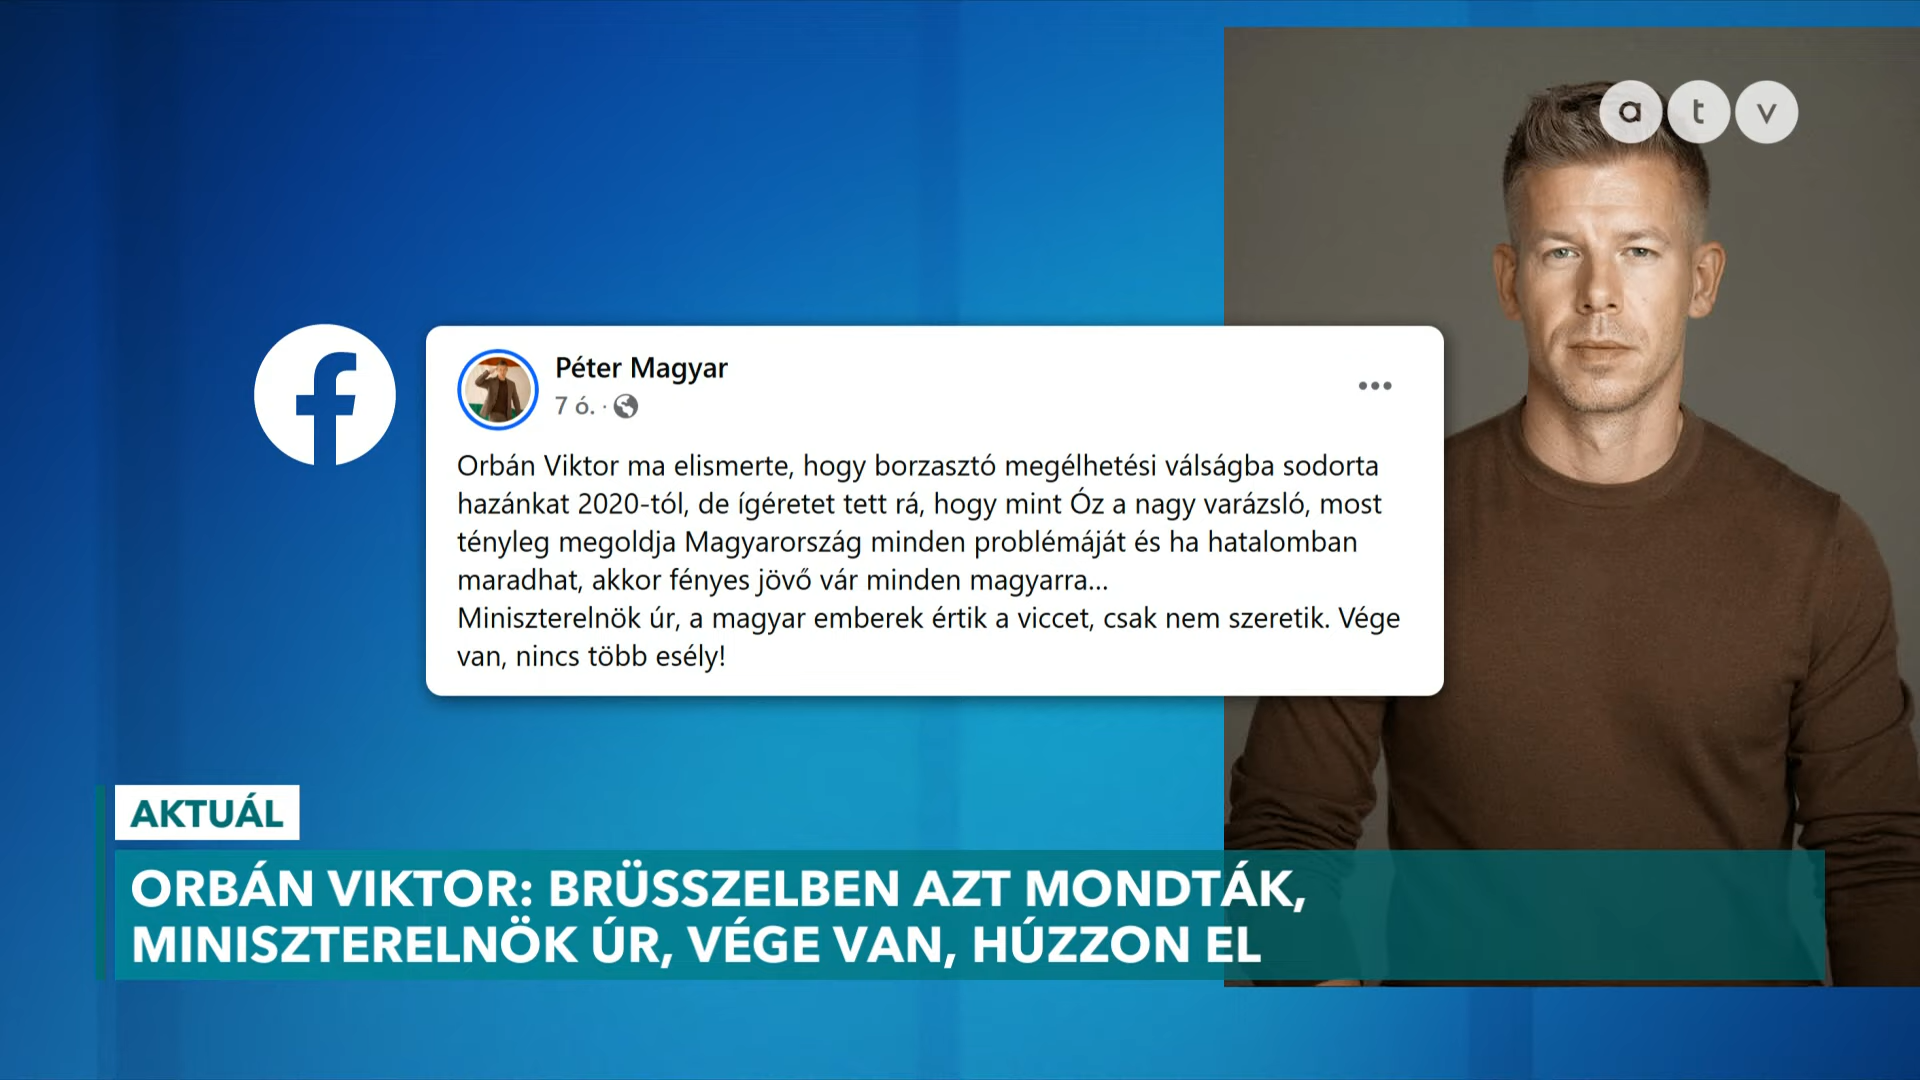 a t v
Péter Magyar
7 ó. ·
Orbán Viktor ma elismerte, hogy borzasztó megélhetési válságba sodorta
hazánkat 2020-tól, de ígéretet tett rá, hogy mint Óz a nagy varázsló, most
tényleg megoldja Magyarország minden problémáját és ha hatalomban
maradhat, akkor fényes jövő vár minden magyarra...
Miniszterelnök úr, a magyar emberek értik a viccet, csak nem szeretik. Vége
van, nincs több esély!
AKTUÁL
ORBÁN VIKTOR: BRÜSSZELBEN AZT MONDTÁK,
MINISZTERELNÖK ÚR, VÉGE VAN, HÚZZON EL